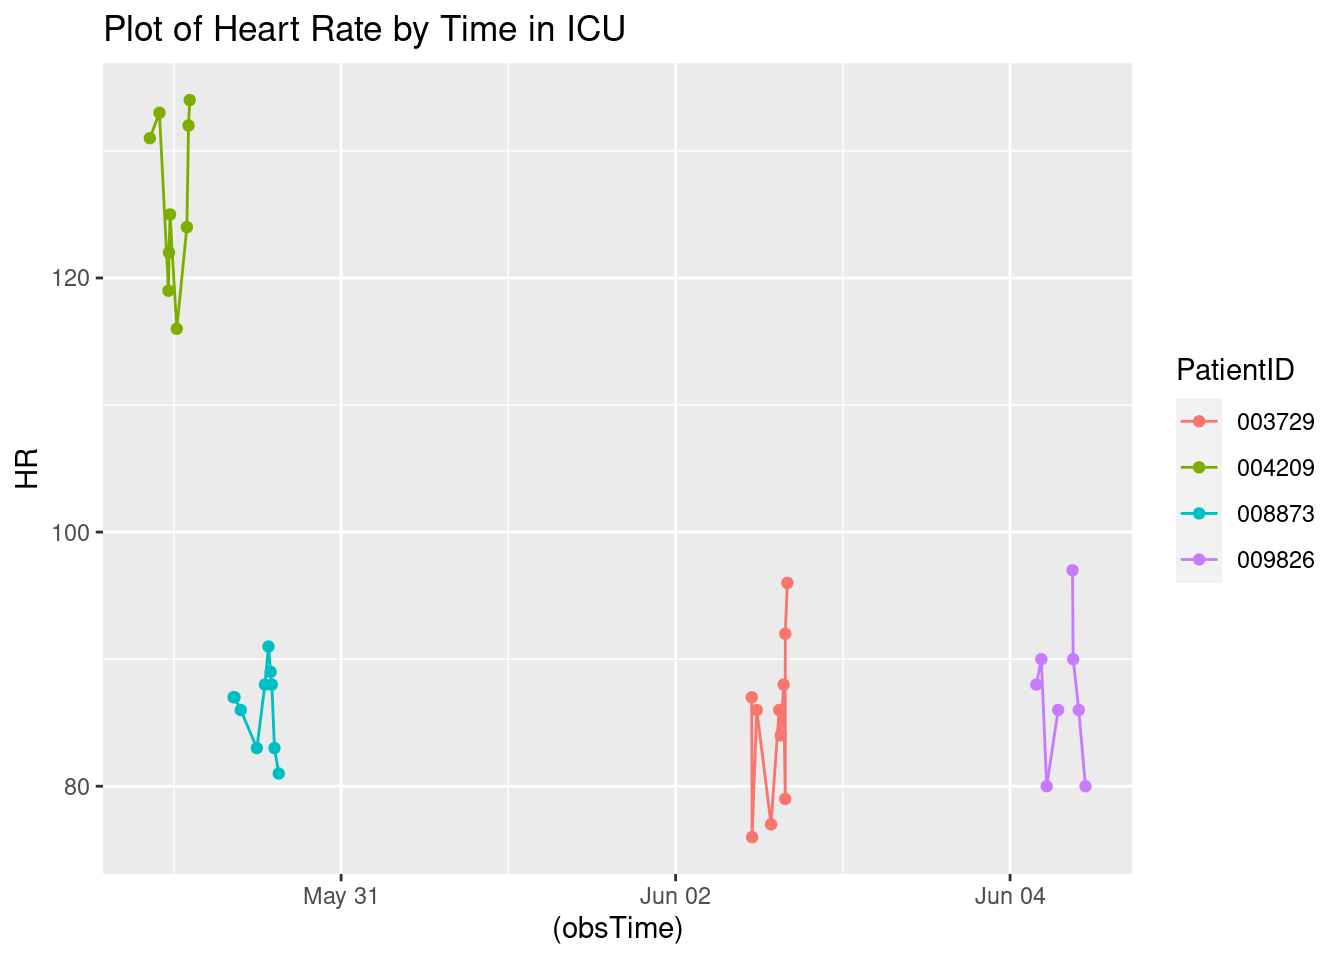 Plot of Heart Rate by Time in ICU
120
100
80
HR
May 31
Jun 02
Jun 04
(obsTime)
PatientID
003729
004209
008873
009826